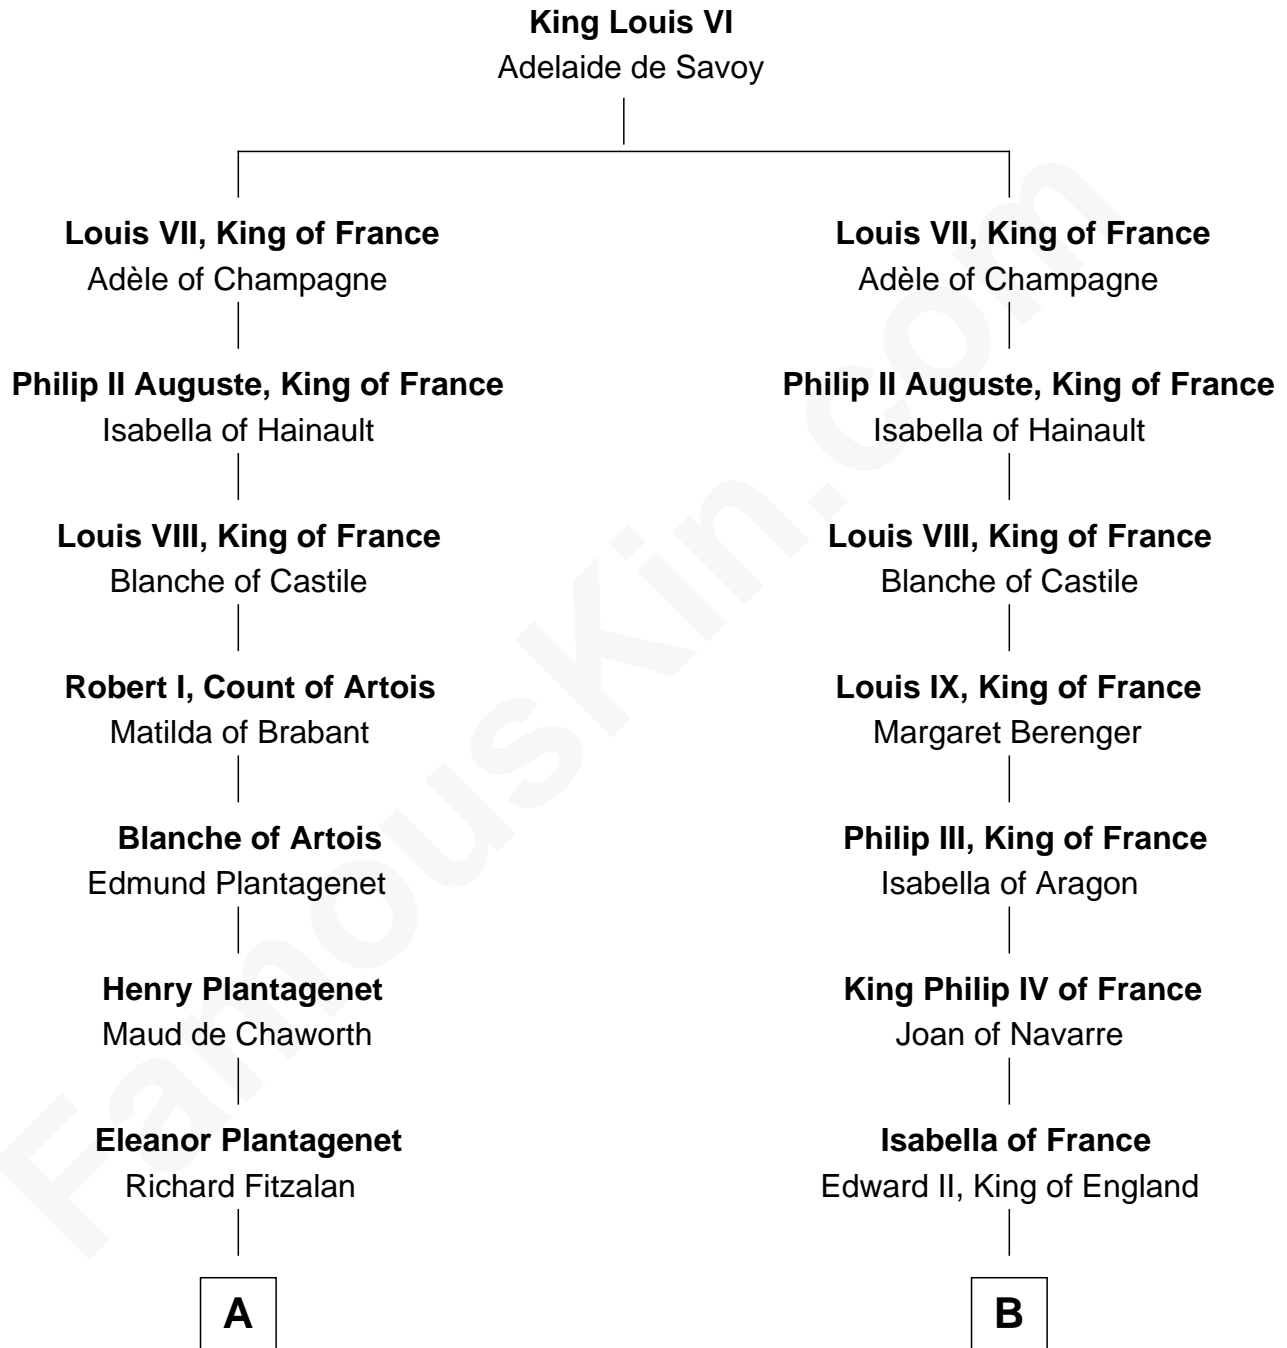 King Louis VI
Adelaide de Savoy
Louis VII, King of France
Adèle of Champagne
Philip II Auguste, King of France
Isabella of Hainault
Louis VIII, King of France
Blanche of Castile
Robert I, Count of Artois
Matilda of Brabant
Blanche of Artois
Edmund Plantagenet
Henry Plantagenet
Maud de Chaworth
Eleanor Plantagenet
Richard Fitzalan
A
Louis VII, King of France
Adèle of Champagne
Philip II Auguste, King of France
Isabella of Hainault
Louis VIII, King of France
Blanche of Castile
Louis IX, King of France
Margaret Berenger
Philip III, King of France
Isabella of Aragon
King Philip IV of France
Joan of Navarre
Isabella of France
Edward II, King of England
B
FamousKin.com